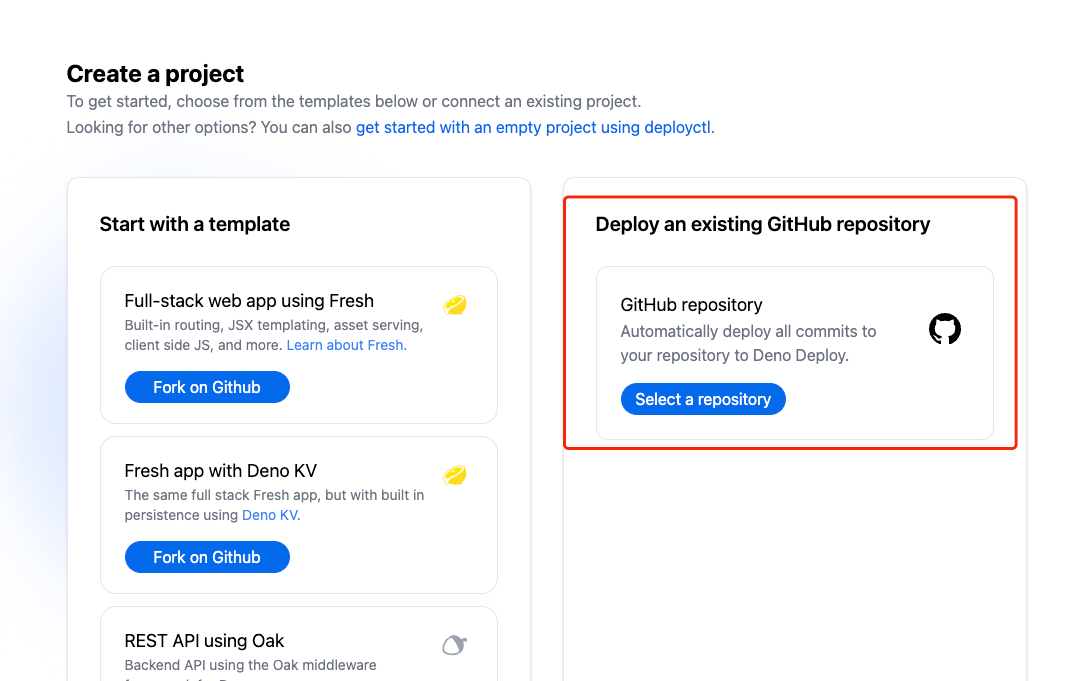 Create a project
To get started, choose from the templates below or connect an existing project.
Looking for other options? You can also get started with an empty project using deployctl.
Start with a template
Full-stack web app using Fresh
Built-in routing, JSX templating, asset serving,
client side JS, and more. Learn about Fresh.
Fork on Github
Fresh app with Deno KV
The same full stack Fresh app, but with built in
persistence using Deno KV.
Fork on Github
REST API using Oak
Backend API using the Oak middleware
Deploy an existing GitHub repository
GitHub repository
Automatically deploy all commits to
your repository to Deno Deploy.
Select a repository